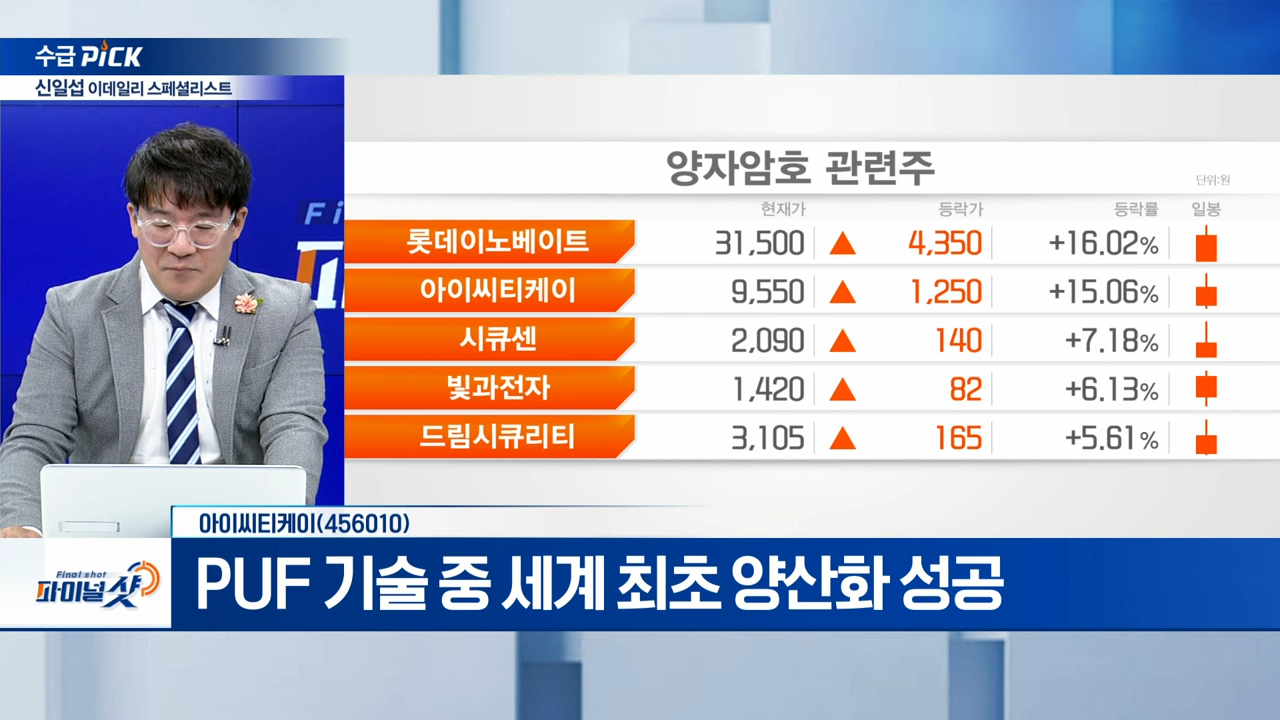 수급 PiCK
신일섭 이데일리 스페셜리스트
Fi
양자암호 관련주
단위:원
현재가 등락가 등락률 일봉
롯데이노베이트 31,500 ▲ 4,350 +16.02%
아이씨티케이 9,550 ▲ 1,250 +15.06%
시큐센 2,090 ▲ 140 +7.18%
빛과전자 1,420 ▲ 82 +6.13%
드림시큐리티 3,105 ▲ 165 +5.61%
아이씨티케이(456010)
Final shot
파이널샷
PUF 기술 중 세계 최초 양산화 성공